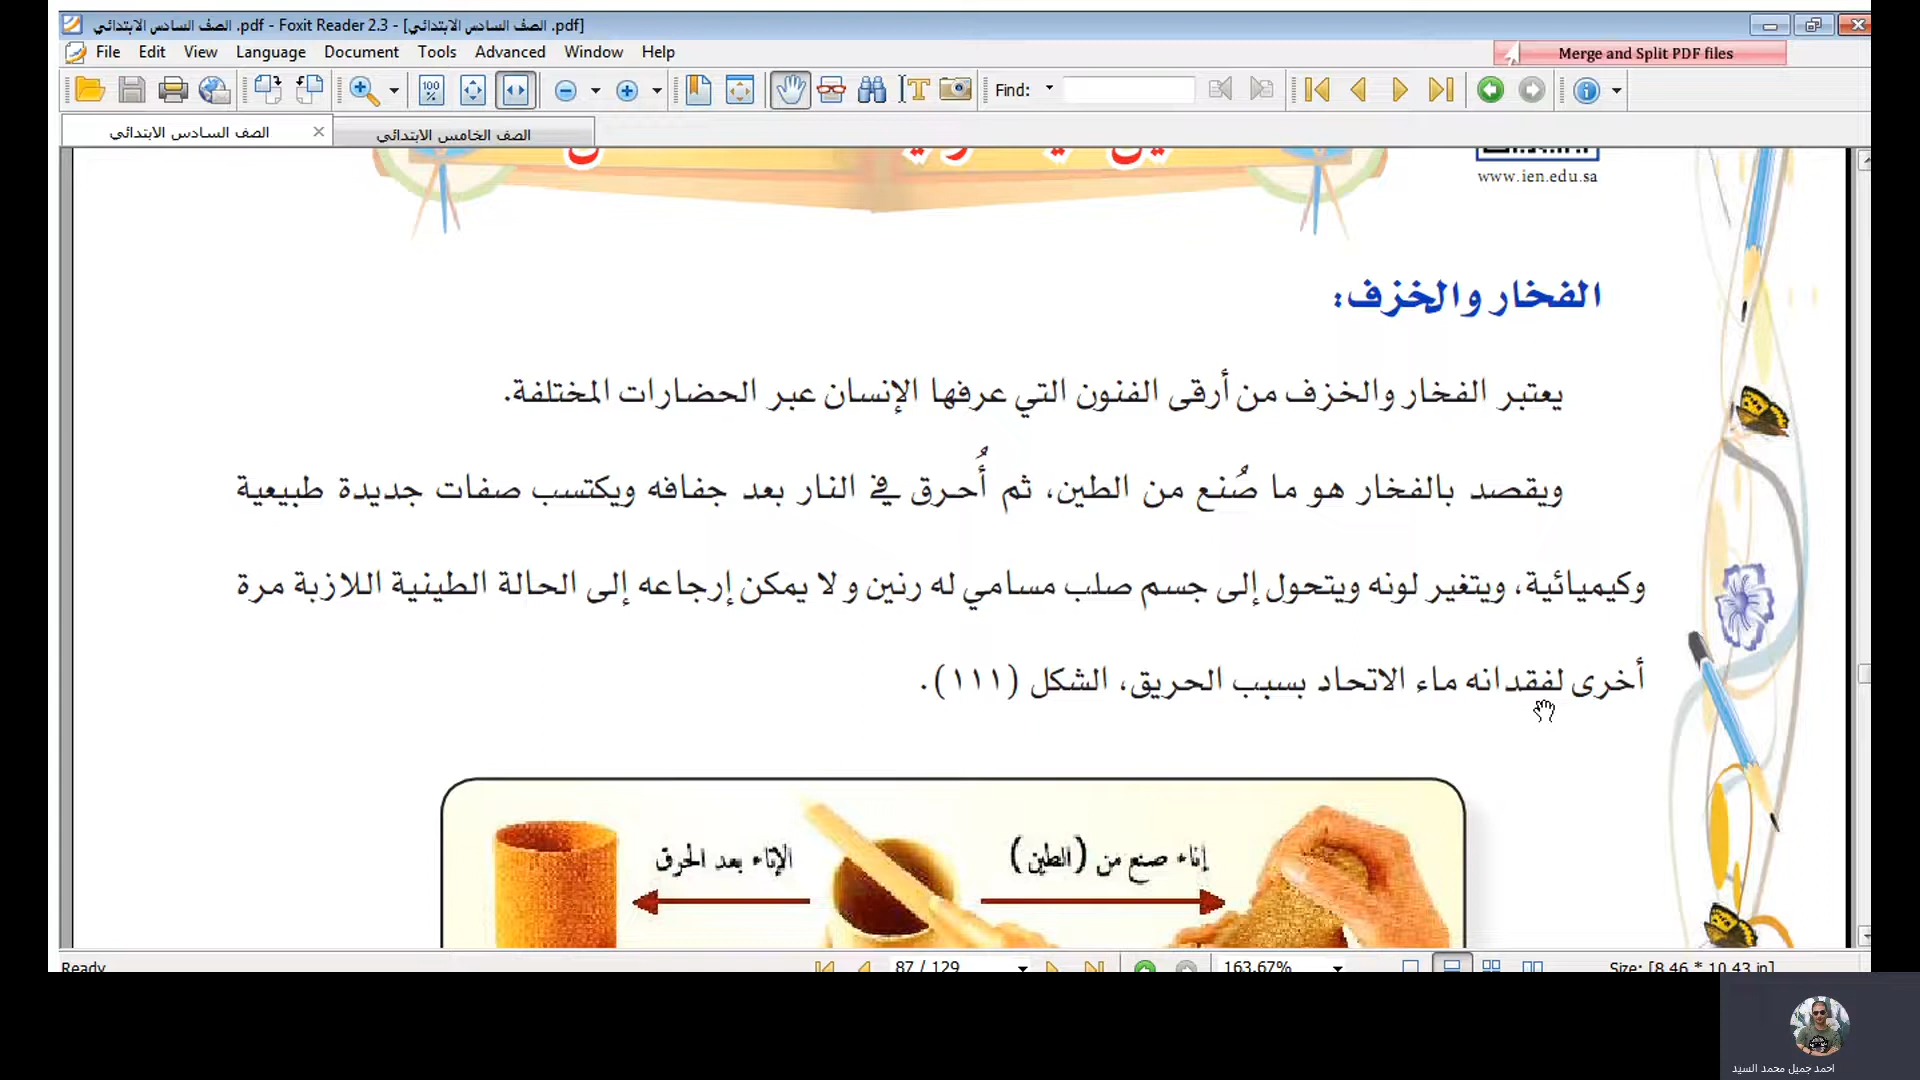 الصف السادس الابتدائي .pdf - Foxit Reader 2.3 - [الصف السادس الابتدائي .pdf]
File Edit View Language Document Tools Advanced Window Help
Merge and Split PDF files
Find:
الصف السادس الابتدائي
الصف الخامس الابتدائي
www.ien.edu.sa
الفخار والخزف:
يعتبر الفخار والخزف من أرقى الفنون التي عرفها الإنسان عبر الحضارات المختلفة.
ويقصد بالفخار هو ما صُنع من الطين، ثم أُحرق في النار بعد جفافه ويكتسب صفات جديدة طبيعية
وكيميائية، ويتغير لونه ويتحول إلى جسم صلب مسامي له رنين و لا يمكن إرجاعه إلى الحالة الطينية اللازبة مرة
أخرى لفقدانه ماء الاتحاد بسبب الحريق، الشكل (١١١).
إناء صنع من (الطين)
الإناء بعد الحرق
Ready
87 / 129
163.67%
Size: [8.46 * 10.43 in]
احمد جميل محمد السيد